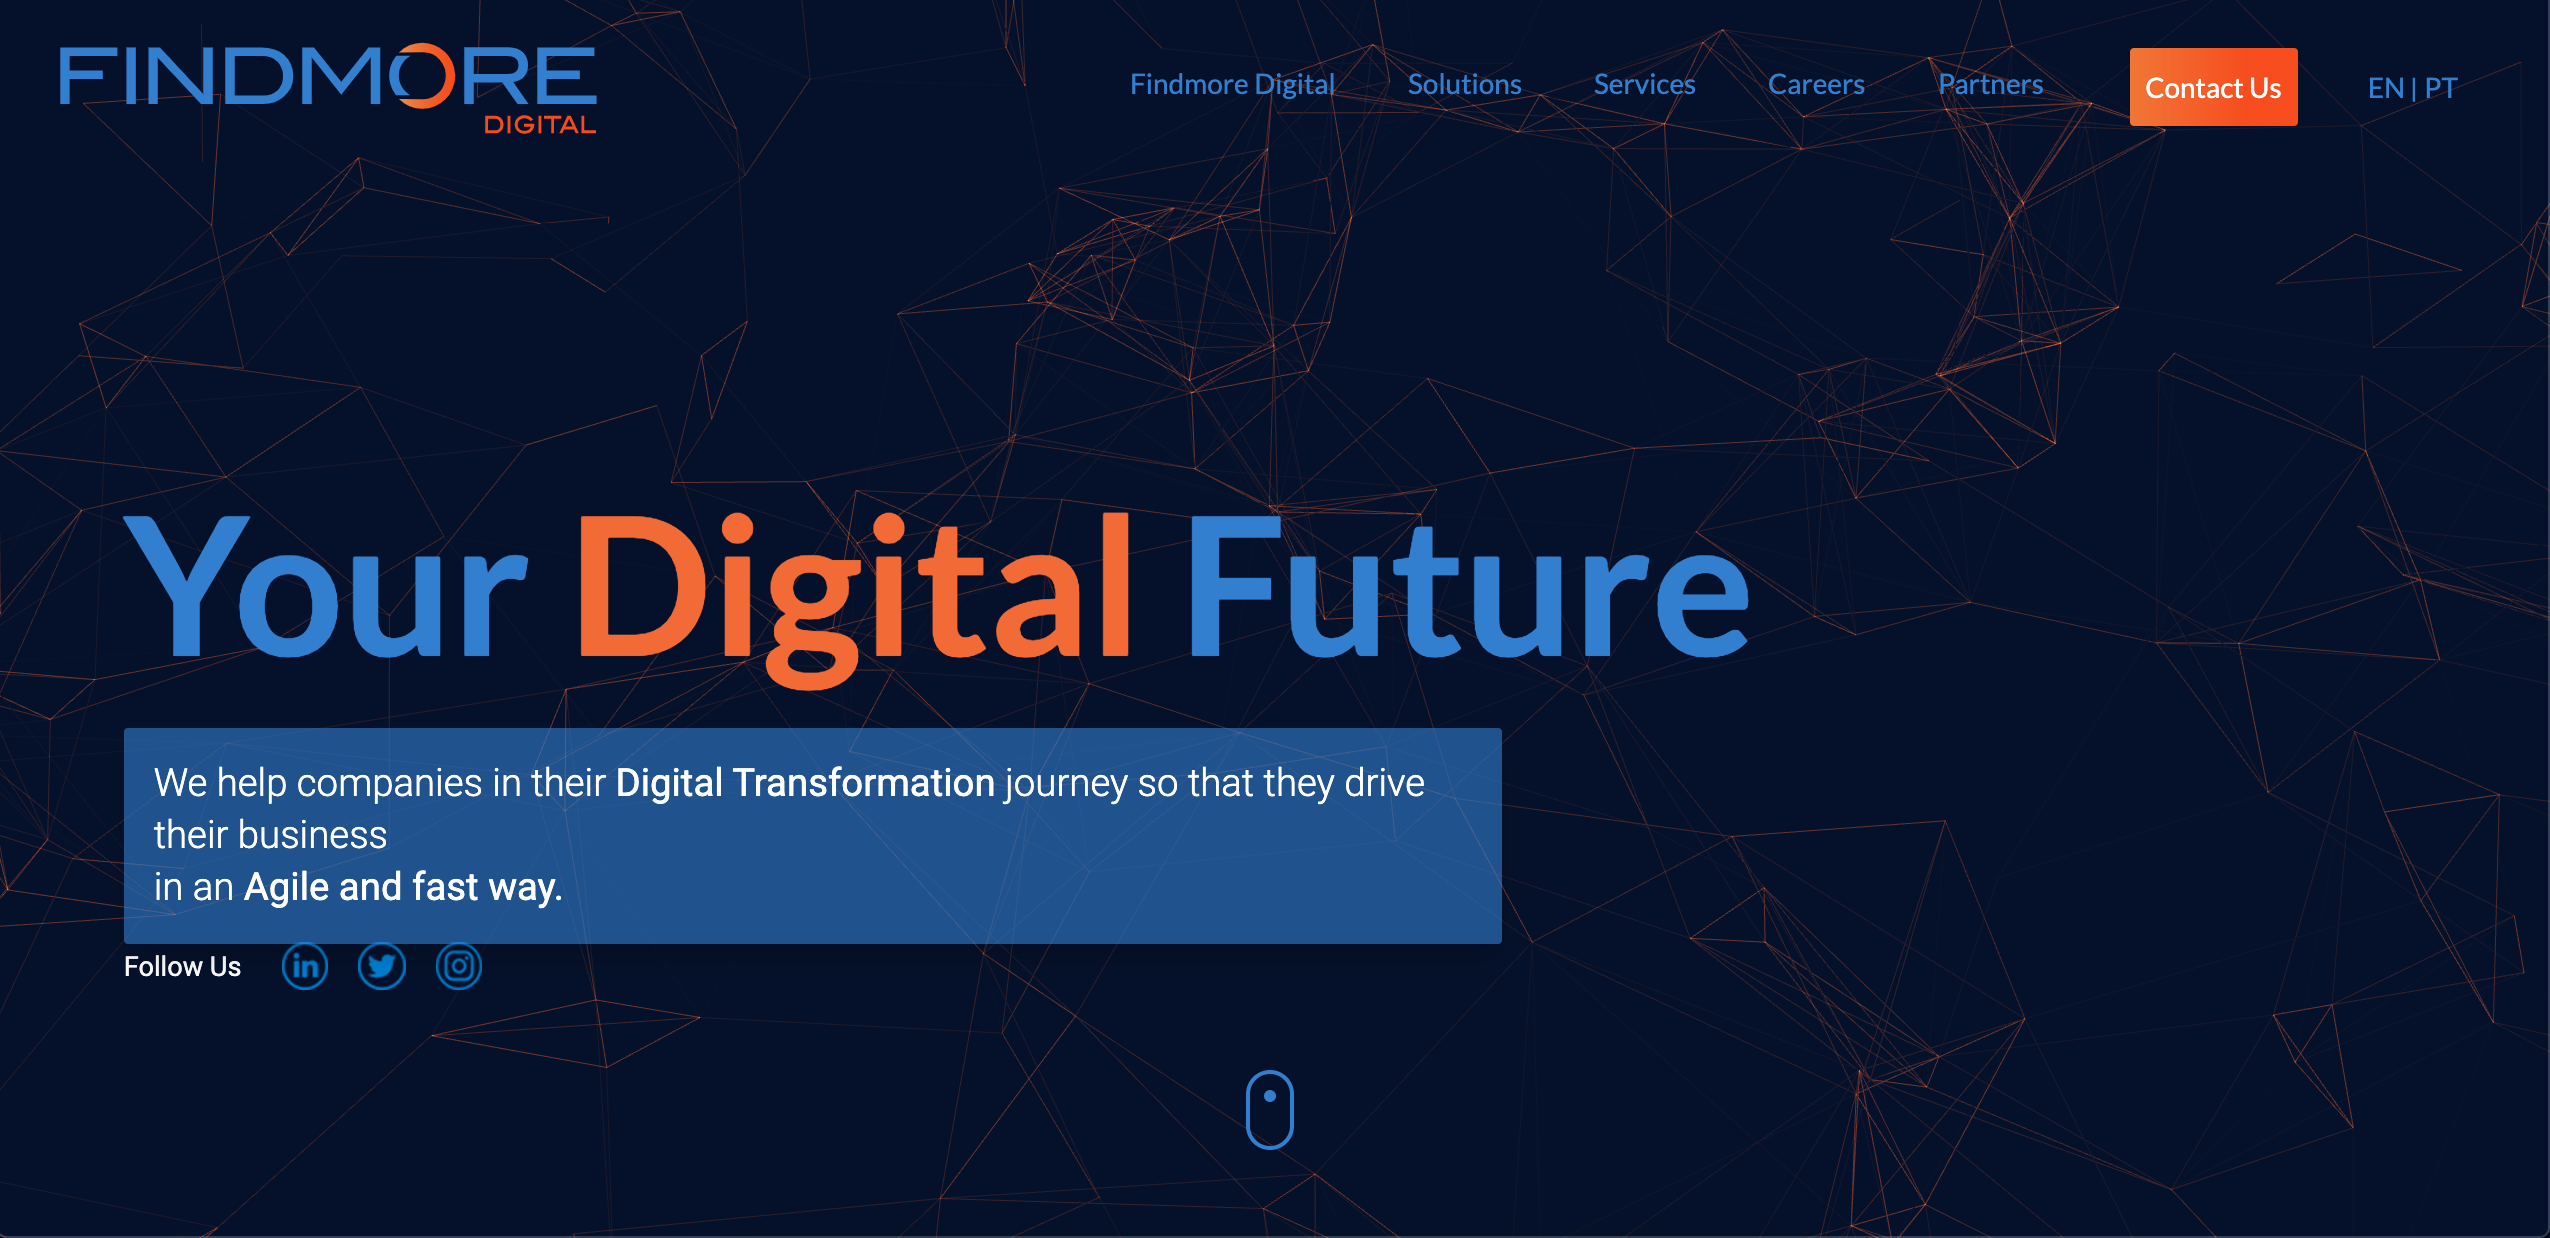 FINDMORE
DIGITAL
Findmore Digital Solutions Services Careers Partners Contact Us EN | PT
Your Digital Future
We help companies in their Digital Transformation journey so that they drive
their business
in an Agile and fast way.
Follow Us in